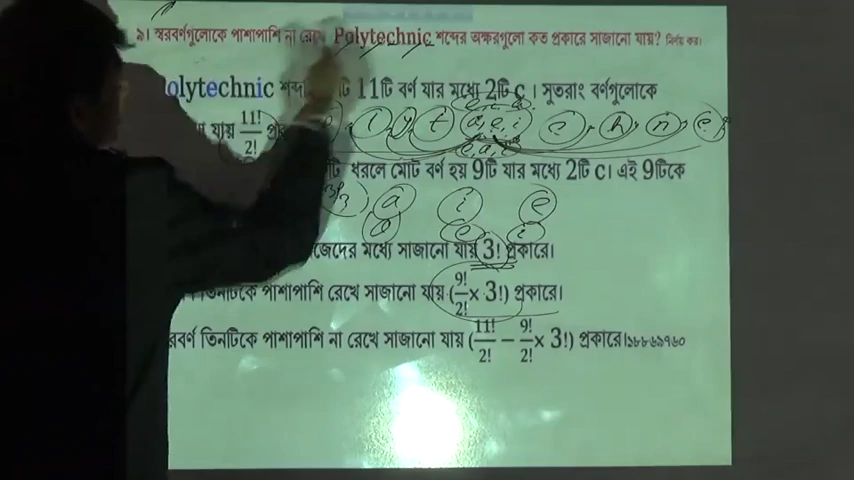 ৯। স্বরবর্ণগুলোকে পাশাপাশি না রেখে Polytechnic শব্দের অক্ষরগুলো কত প্রকারে সাজানো যায়? নির্ণয় কর।
olytechnic শব্দ টি 11টি বর্ণ যার মধ্যে 2টি c । সুতরাং বর্ণগুলোকে
যায় 11!/2!
l, y, t (o, e, i) c, h, n, c
ধরলে মোট বর্ণ হয় 9টি যার মধ্যে 2টি c। এই 9টিকে
মধ্যে সাজানো যায় 3! প্রকারে।
তিনটিকে পাশাপাশি রেখে সাজানো যায় (9!/2! × 3!) প্রকারে।
রবর্ণ তিনটিকে পাশাপাশি না রেখে সাজানো যায় (11!/2! − 9!/2! × 3!) প্রকারে।১৮৮৬৯৭৬০